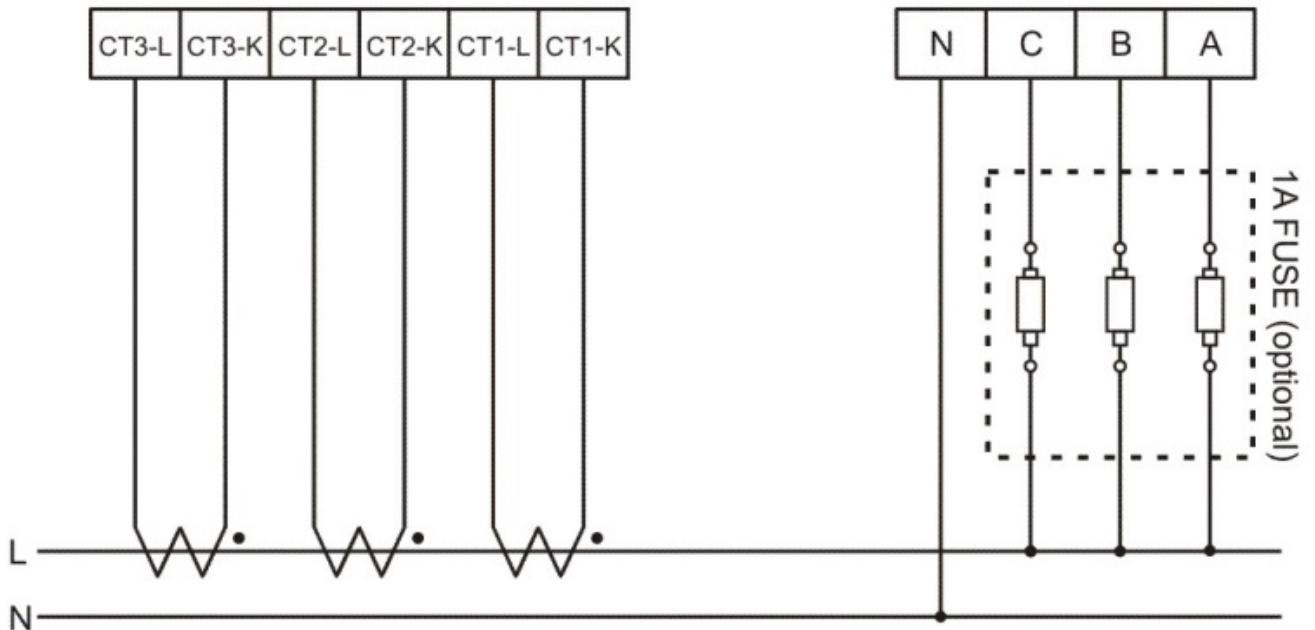 CT3-L CT3-K CT2-L CT2-K CT1-L CT1-K
N C B A
1A FUSE (optional)
L
N